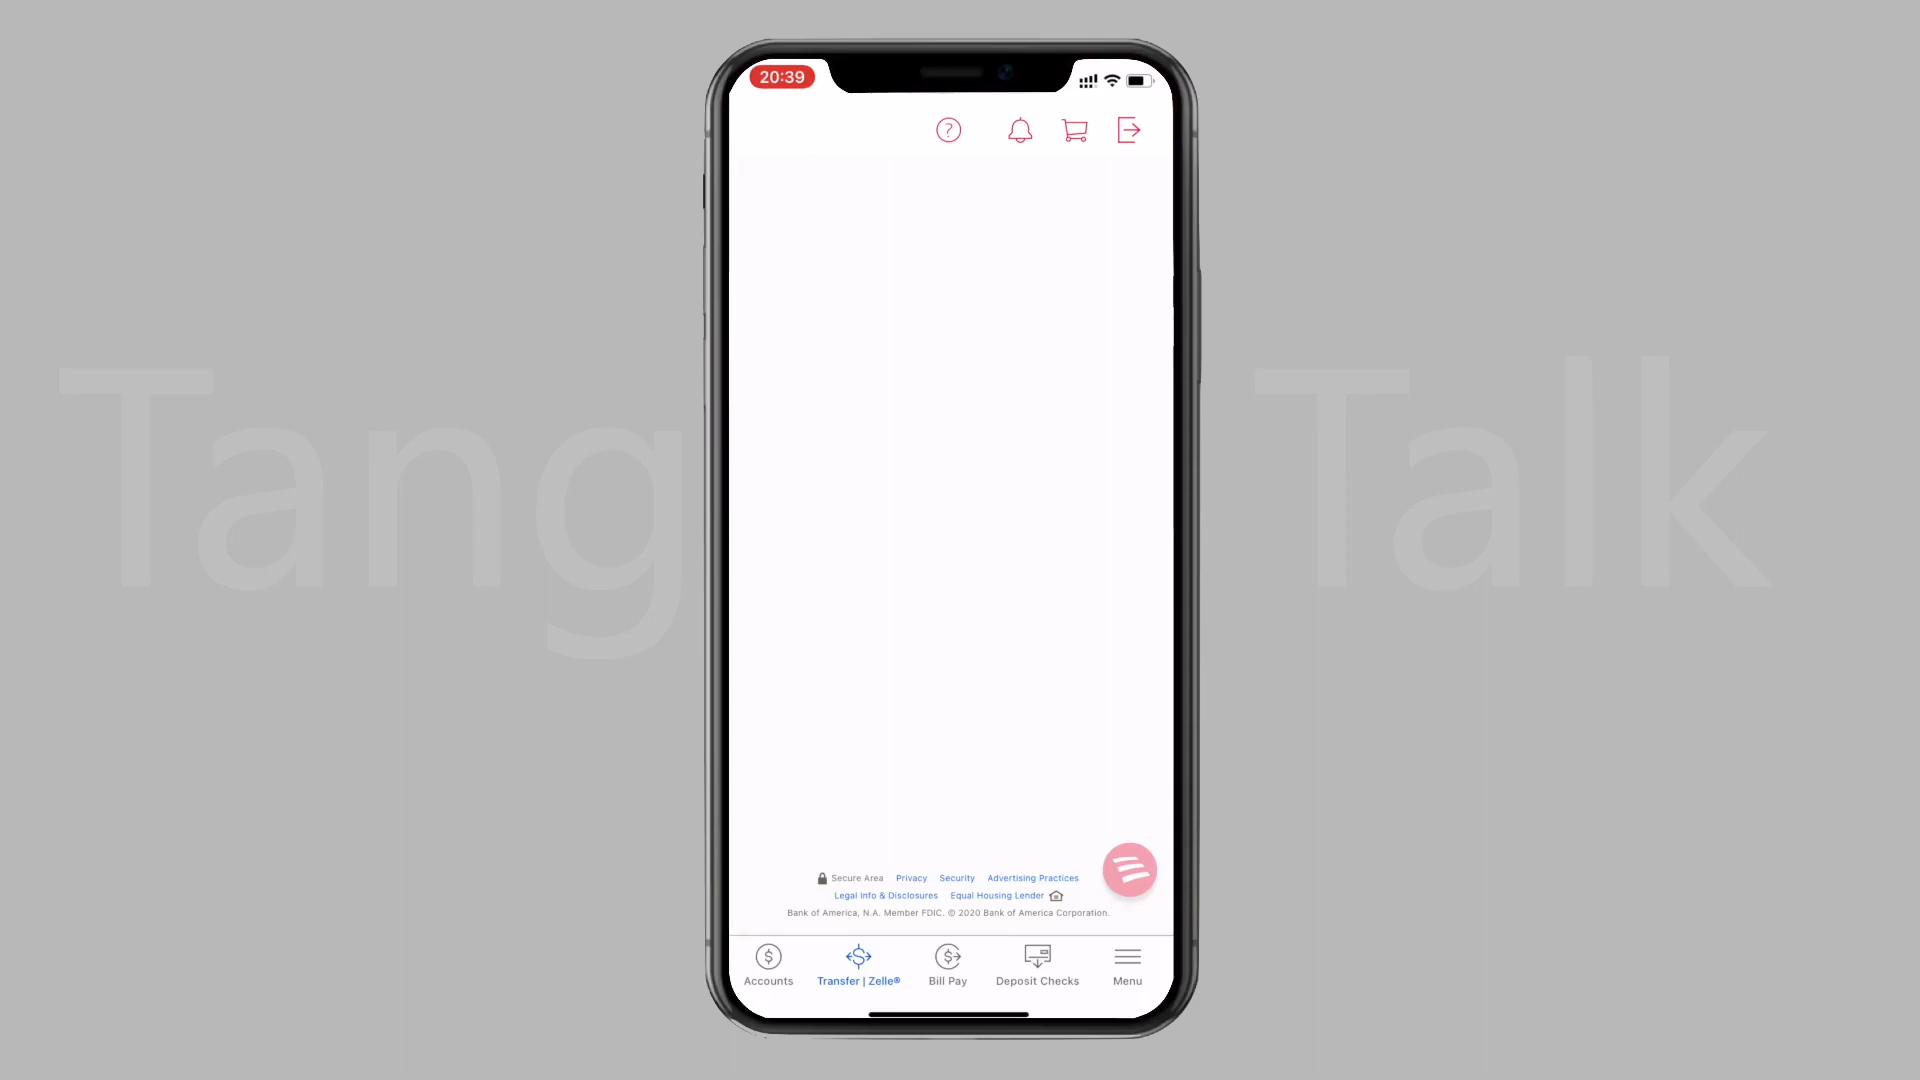 20:39
Tang Talk
Secure Area Privacy Security Advertising Practices
Legal Info & Disclosures Equal Housing Lender
Bank of America, N.A. Member FDIC. © 2020 Bank of America Corporation.
Accounts Transfer | Zelle® Bill Pay Deposit Checks Menu